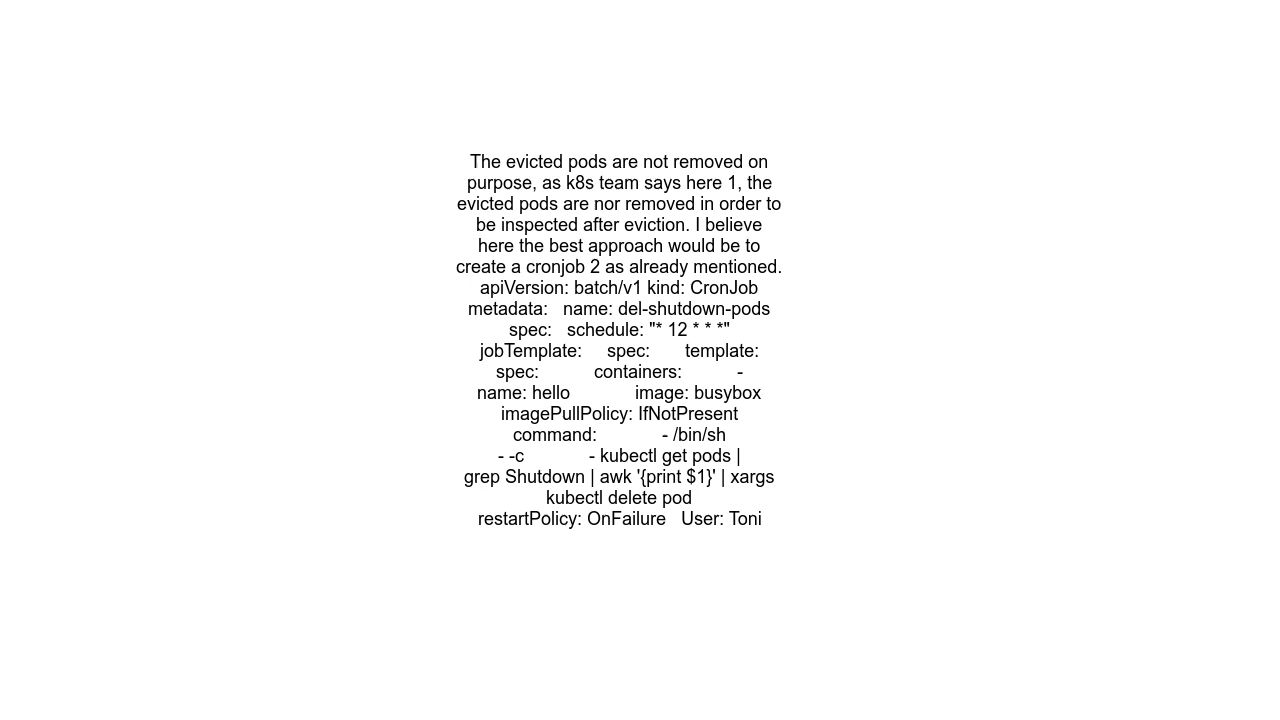 The evicted pods are not removed on
purpose, as k8s team says here 1, the
evicted pods are nor removed in order to
be inspected after eviction. I believe
here the best approach would be to
create a cronjob 2 as already mentioned.
apiVersion: batch/v1 kind: CronJob
metadata:   name: del-shutdown-pods
spec:   schedule: "* 12 * * *"
jobTemplate:     spec:       template:
spec:           containers:           -
name: hello             image: busybox
imagePullPolicy: IfNotPresent
command:             - /bin/sh
- -c             - kubectl get pods |
grep Shutdown | awk '{print $1}' | xargs
kubectl delete pod
restartPolicy: OnFailure   User: Toni